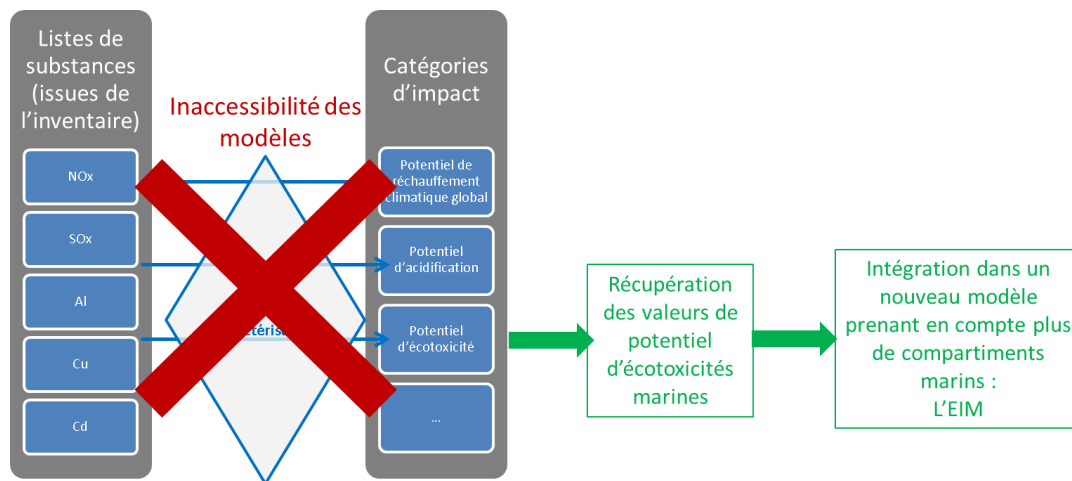 Listes de
substances
(issues de
l'inventaire)
NOx
SOx
Al
Cu
Cd
Inaccessibilité des
modèles
Catégories
d'impact
Potentiel de
réchauffement
climatique global
Potentiel
d'acidification
Potentiel
d'écotoxicité
...
Récupération
des valeurs de
potentiel
d'écotoxicités
marines
Intégration dans un
nouveau modèle
prenant en compte plus
de compartiments
marins :
L'EIM